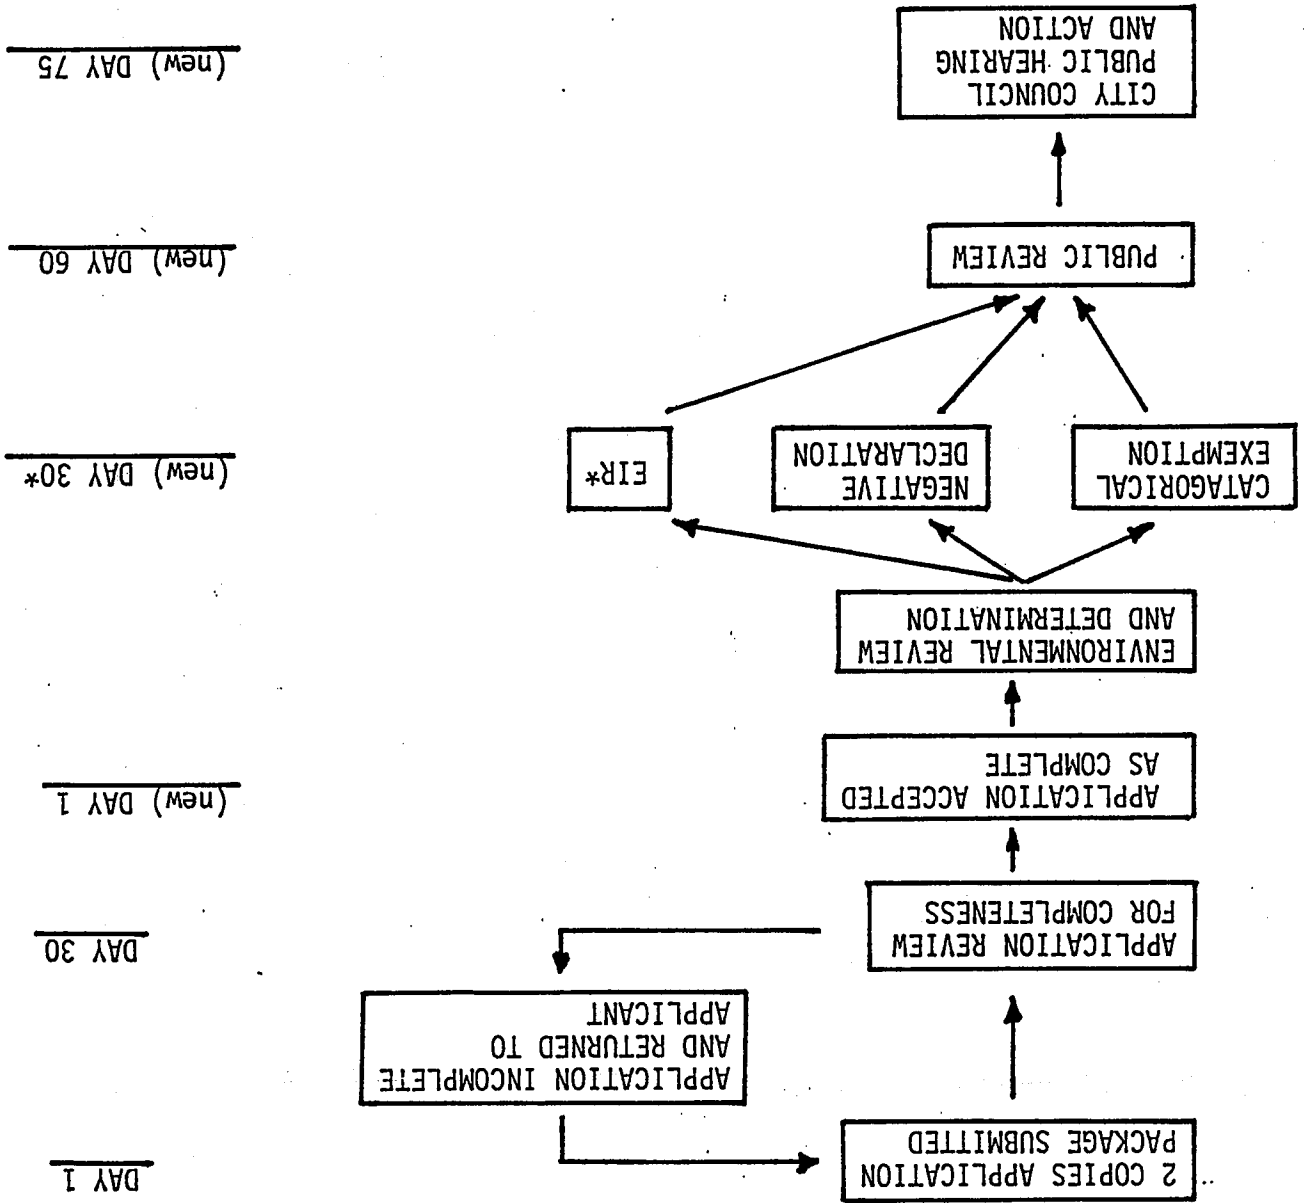 2 COPIES APPLICATION
PACKAGE SUBMITTED
DAY 1
APPLICATION INCOMPLETE
AND RETURNED TO
APPLICANT
APPLICATION REVIEW
FOR COMPLETENESS
DAY 30
APPLICATION ACCEPTED
AS COMPLETE
(new) DAY 1
ENVIRONMENTAL REVIEW
AND DETERMINATION
CATAGORICAL
EXEMPTION
NEGATIVE
DECLARATION
EIR*
(new) DAY 30*
PUBLIC REVIEW
(new) DAY 60
CITY COUNCIL
PUBLIC HEARING
AND ACTION
(new) DAY 75